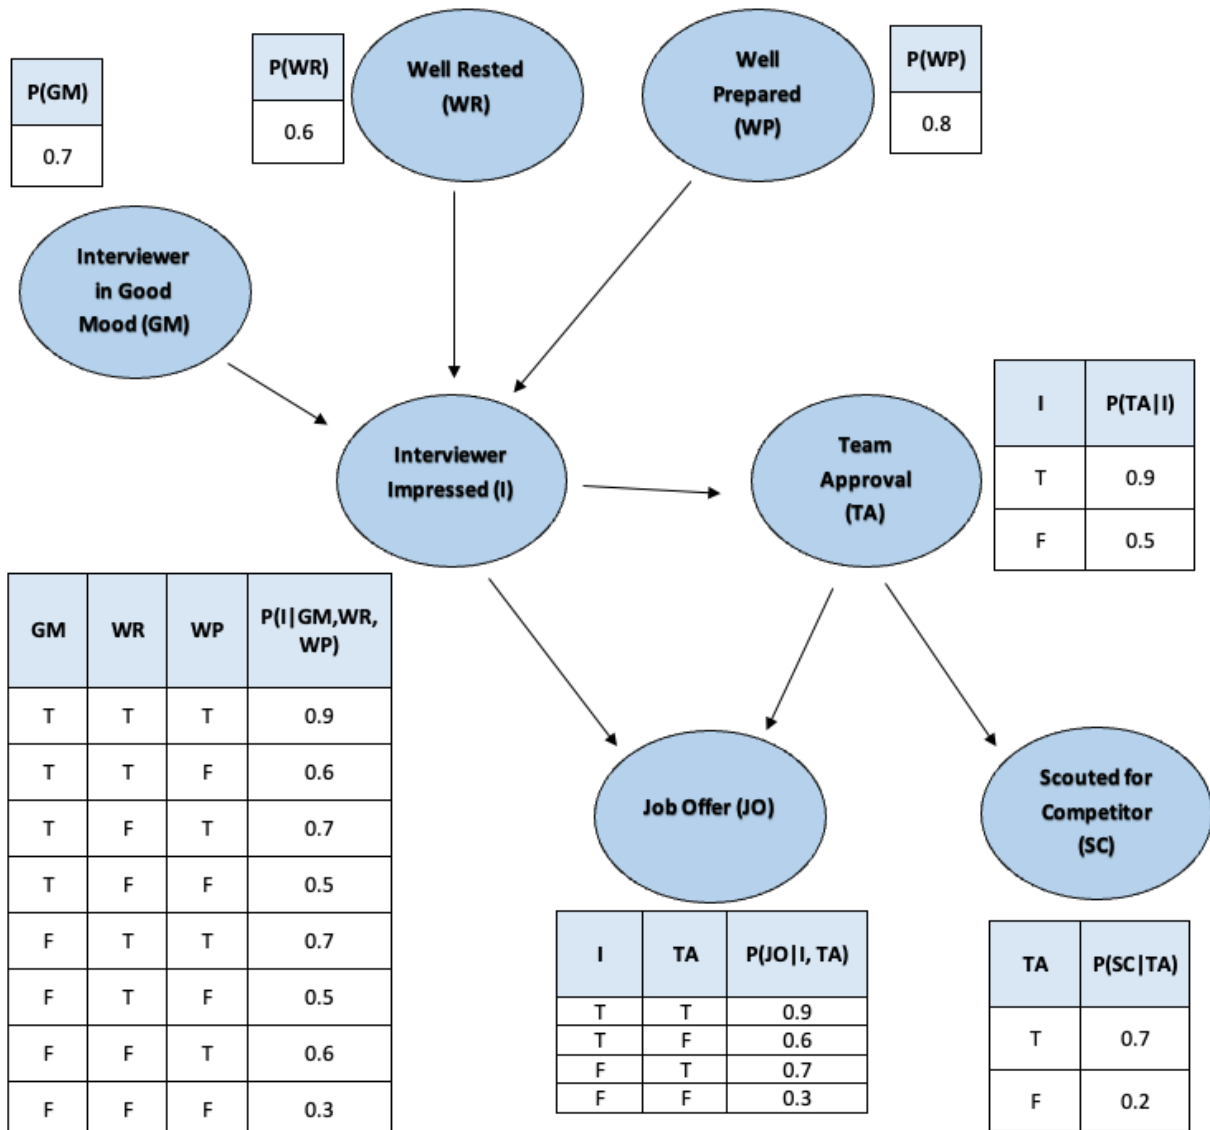 P(GM)
0.7
P(WR)
0.6
Well Rested
(WR)
Well
Prepared
(WP)
P(WP)
0.8
Interviewer
in Good
Mood (GM)
Interviewer
Impressed (I)
Team
Approval
(TA)
I P(TA|I)
T 0.9
F 0.5
GM WR WP P(I|GM,WR,
WP)
T T T 0.9
T T F 0.6
T F T 0.7
T F F 0.5
F T T 0.7
F T F 0.5
F F T 0.6
F F F 0.3
Job Offer (JO)
I TA P(JO|I, TA)
T T 0.9
T F 0.6
F T 0.7
F F 0.3
Scouted for
Competitor
(SC)
TA P(SC|TA)
T 0.7
F 0.2